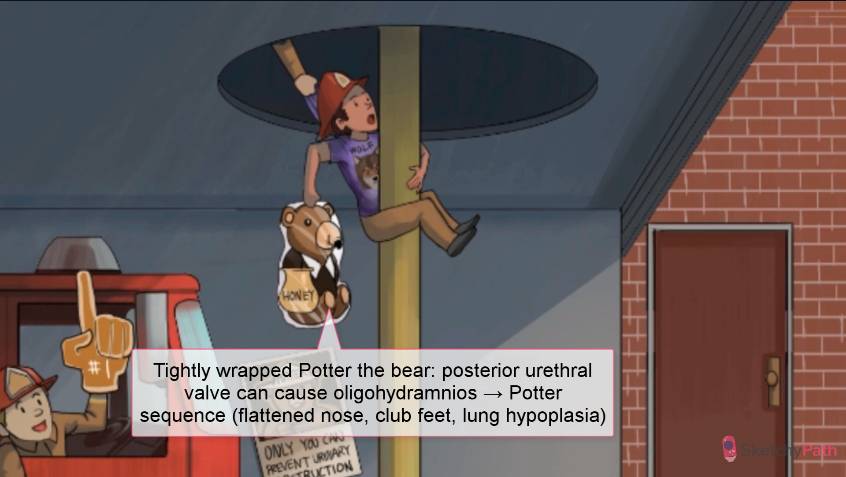 WOLF
HONEY
#1
Tightly wrapped Potter the bear: posterior urethral
valve can cause oligohydramnios → Potter
sequence (flattened nose, club feet, lung hypoplasia)
ONLY YOU CAN
PREVENT URINARY
OBSTRUCTION
SketchyPath